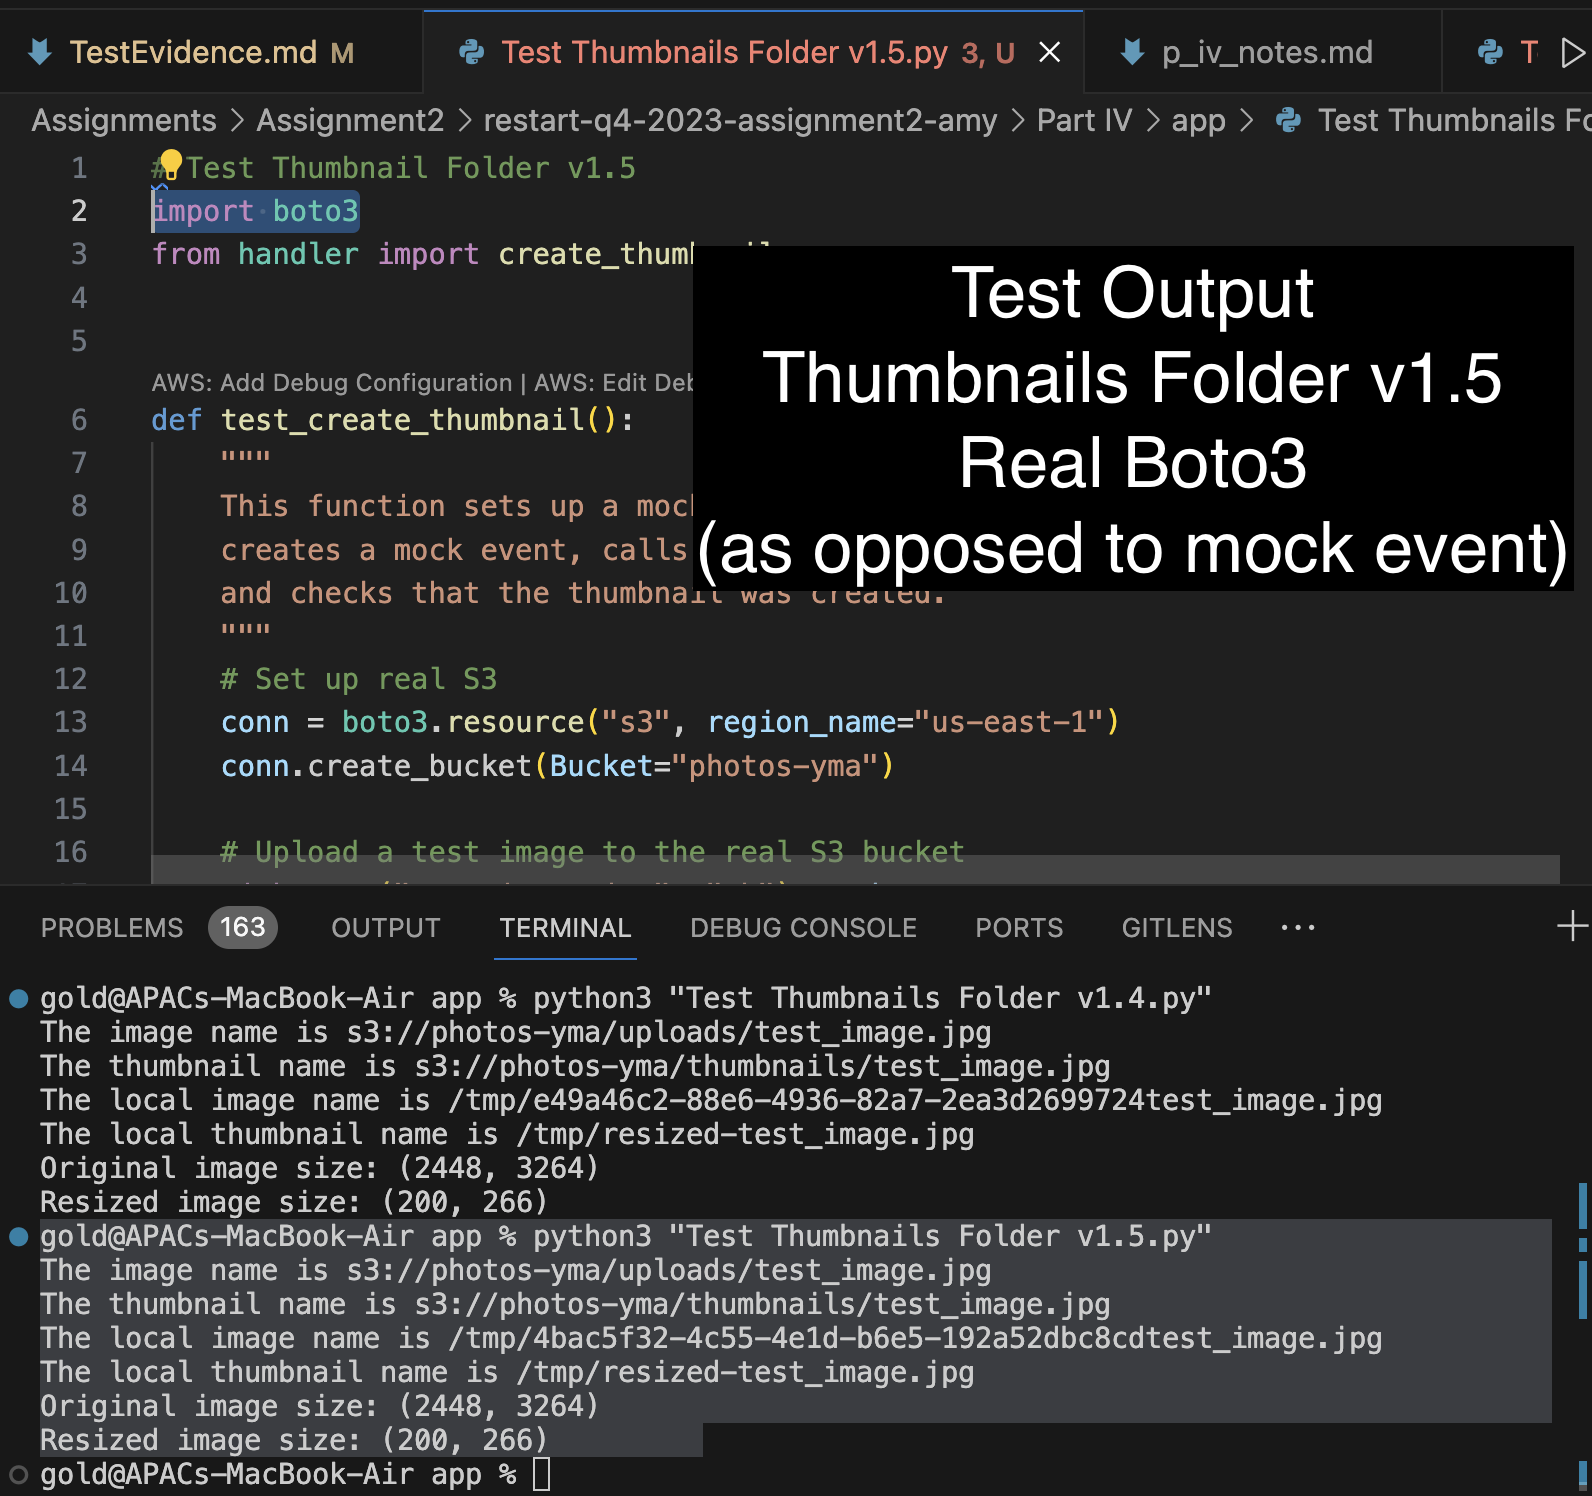 TestEvidence.md M
Test Thumbnails Folder v1.5.py 3, U
p_iv_notes.md
T
Assignments > Assignment2 > restart-q4-2023-assignment2-amy > Part IV > app > Test Thumbnails Fo
1 # Test Thumbnail Folder v1.5
2 import boto3
3 from handler import create_thumbnail
4
5
AWS: Add Debug Configuration | AWS: Edit Deb
6 def test_create_thumbnail():
7 """
8 This function sets up a mock
9 creates a mock event, calls
10 and checks that the thumbnail was created.
11 """
12 # Set up real S3
13 conn = boto3.resource("s3", region_name="us-east-1")
14 conn.create_bucket(Bucket="photos-yma")
15
16 # Upload a test image to the real S3 bucket
Test Output
Thumbnails Folder v1.5
Real Boto3
(as opposed to mock event)
PROBLEMS 163 OUTPUT TERMINAL DEBUG CONSOLE PORTS GITLENS ...
gold@APACs-MacBook-Air app % python3 "Test Thumbnails Folder v1.4.py"
The image name is s3://photos-yma/uploads/test_image.jpg
The thumbnail name is s3://photos-yma/thumbnails/test_image.jpg
The local image name is /tmp/e49a46c2-88e6-4936-82a7-2ea3d2699724test_image.jpg
The local thumbnail name is /tmp/resized-test_image.jpg
Original image size: (2448, 3264)
Resized image size: (200, 266)
gold@APACs-MacBook-Air app % python3 "Test Thumbnails Folder v1.5.py"
The image name is s3://photos-yma/uploads/test_image.jpg
The thumbnail name is s3://photos-yma/thumbnails/test_image.jpg
The local image name is /tmp/4bac5f32-4c55-4e1d-b6e5-192a52dbc8cdtest_image.jpg
The local thumbnail name is /tmp/resized-test_image.jpg
Original image size: (2448, 3264)
Resized image size: (200, 266)
gold@APACs-MacBook-Air app %